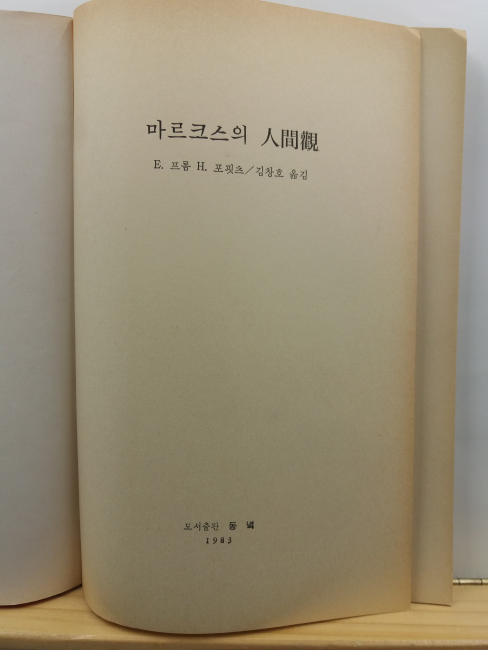 마르크스의 人間觀
E. 프롬 H. 포핏츠/김창호 옮김
도서출판 동녘
1983